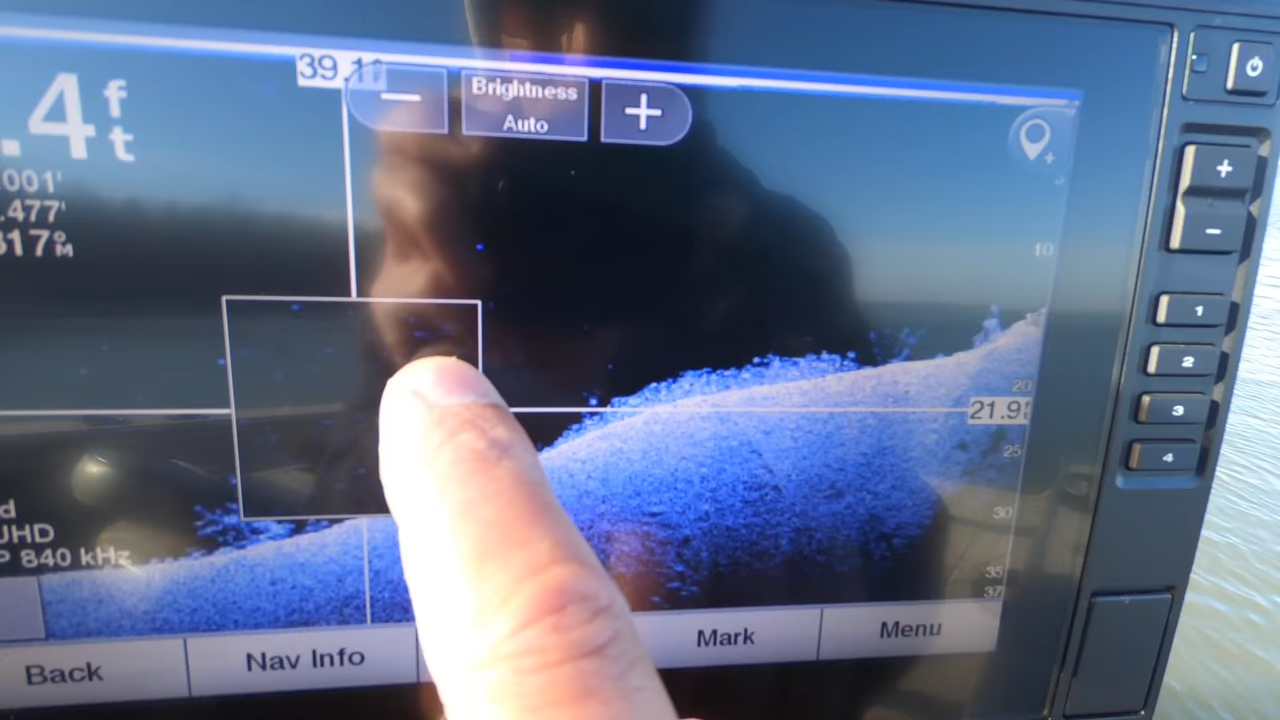 39.1
Brightness
Auto
.4 ft
.001'
.477'
317°M
10
20
21.9
25
30
35
37
UHD
840 kHz
Back
Nav Info
Mark
Menu
+
-
1
2
3
4